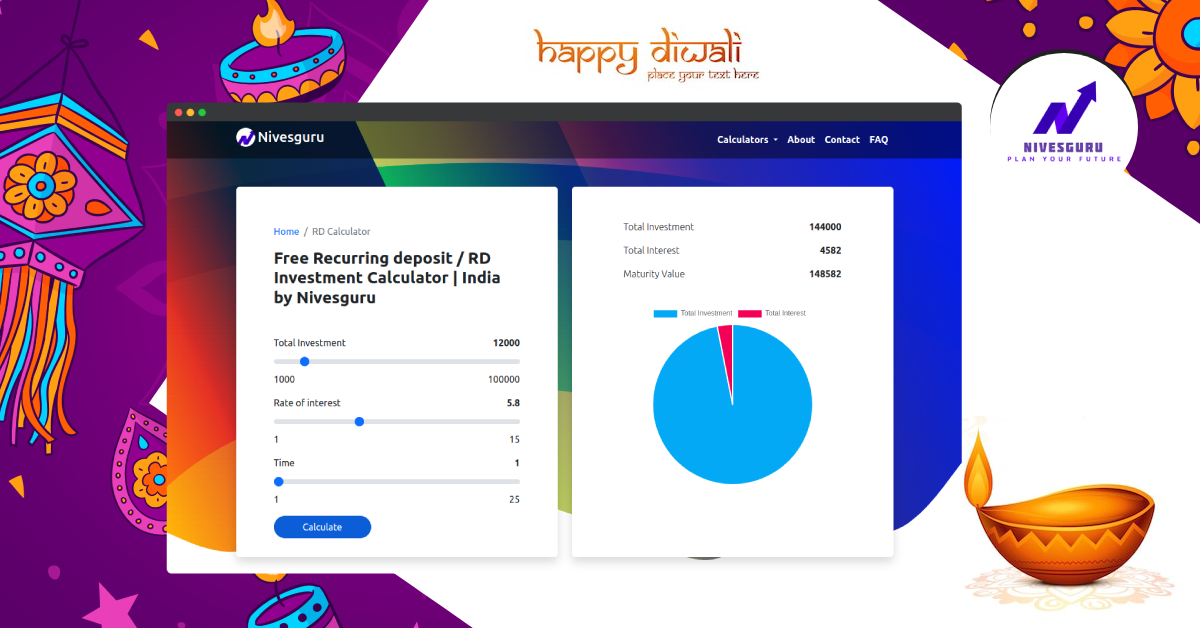 happy diwali
place your text here
NIVESGURU
PLAN YOUR FUTURE
Nivesguru
Calculators About Contact FAQ
Home / RD Calculator
Free Recurring deposit / RD
Investment Calculator | India
by Nivesguru
Total Investment 12000
1000 100000
Rate of interest 5.8
1 15
Time 1
1 25
Calculate
Total Investment 144000
Total Interest 4582
Maturity Value 148582
Total Investment Total Interest